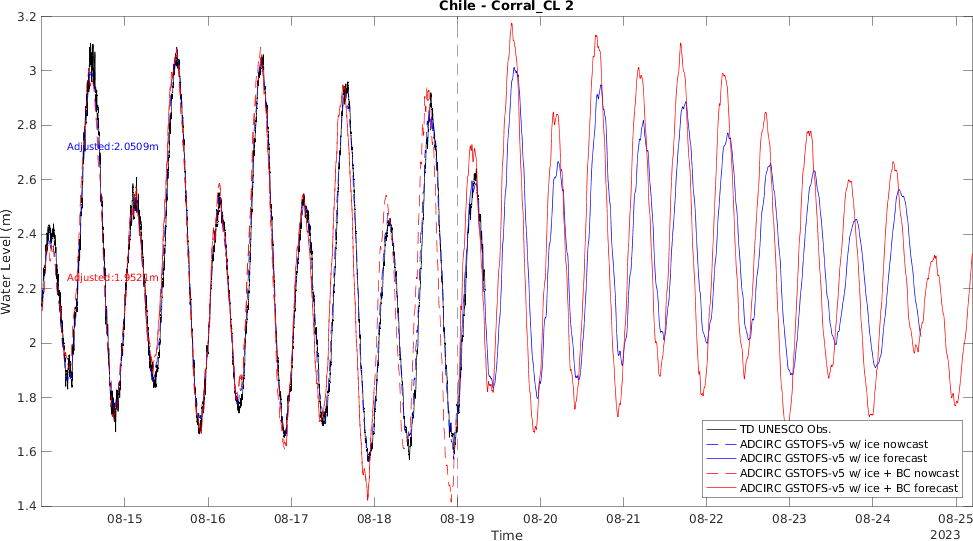 Chile - Corral_CL 2
3.2
3
2.8
2.6
2.4
2.2
2
1.8
1.6
1.4
Water Level (m)
Adjusted:2.0509m
Adjusted:1.9521m
TD UNESCO Obs.
ADCIRC GSTOFS-v5 w/ ice nowcast
ADCIRC GSTOFS-v5 w/ ice forecast
ADCIRC GSTOFS-v5 w/ ice + BC nowcast
ADCIRC GSTOFS-v5 w/ ice + BC forecast
08-15 08-16 08-17 08-18 08-19 08-20 08-21 08-22 08-23 08-24 08-25
Time
2023